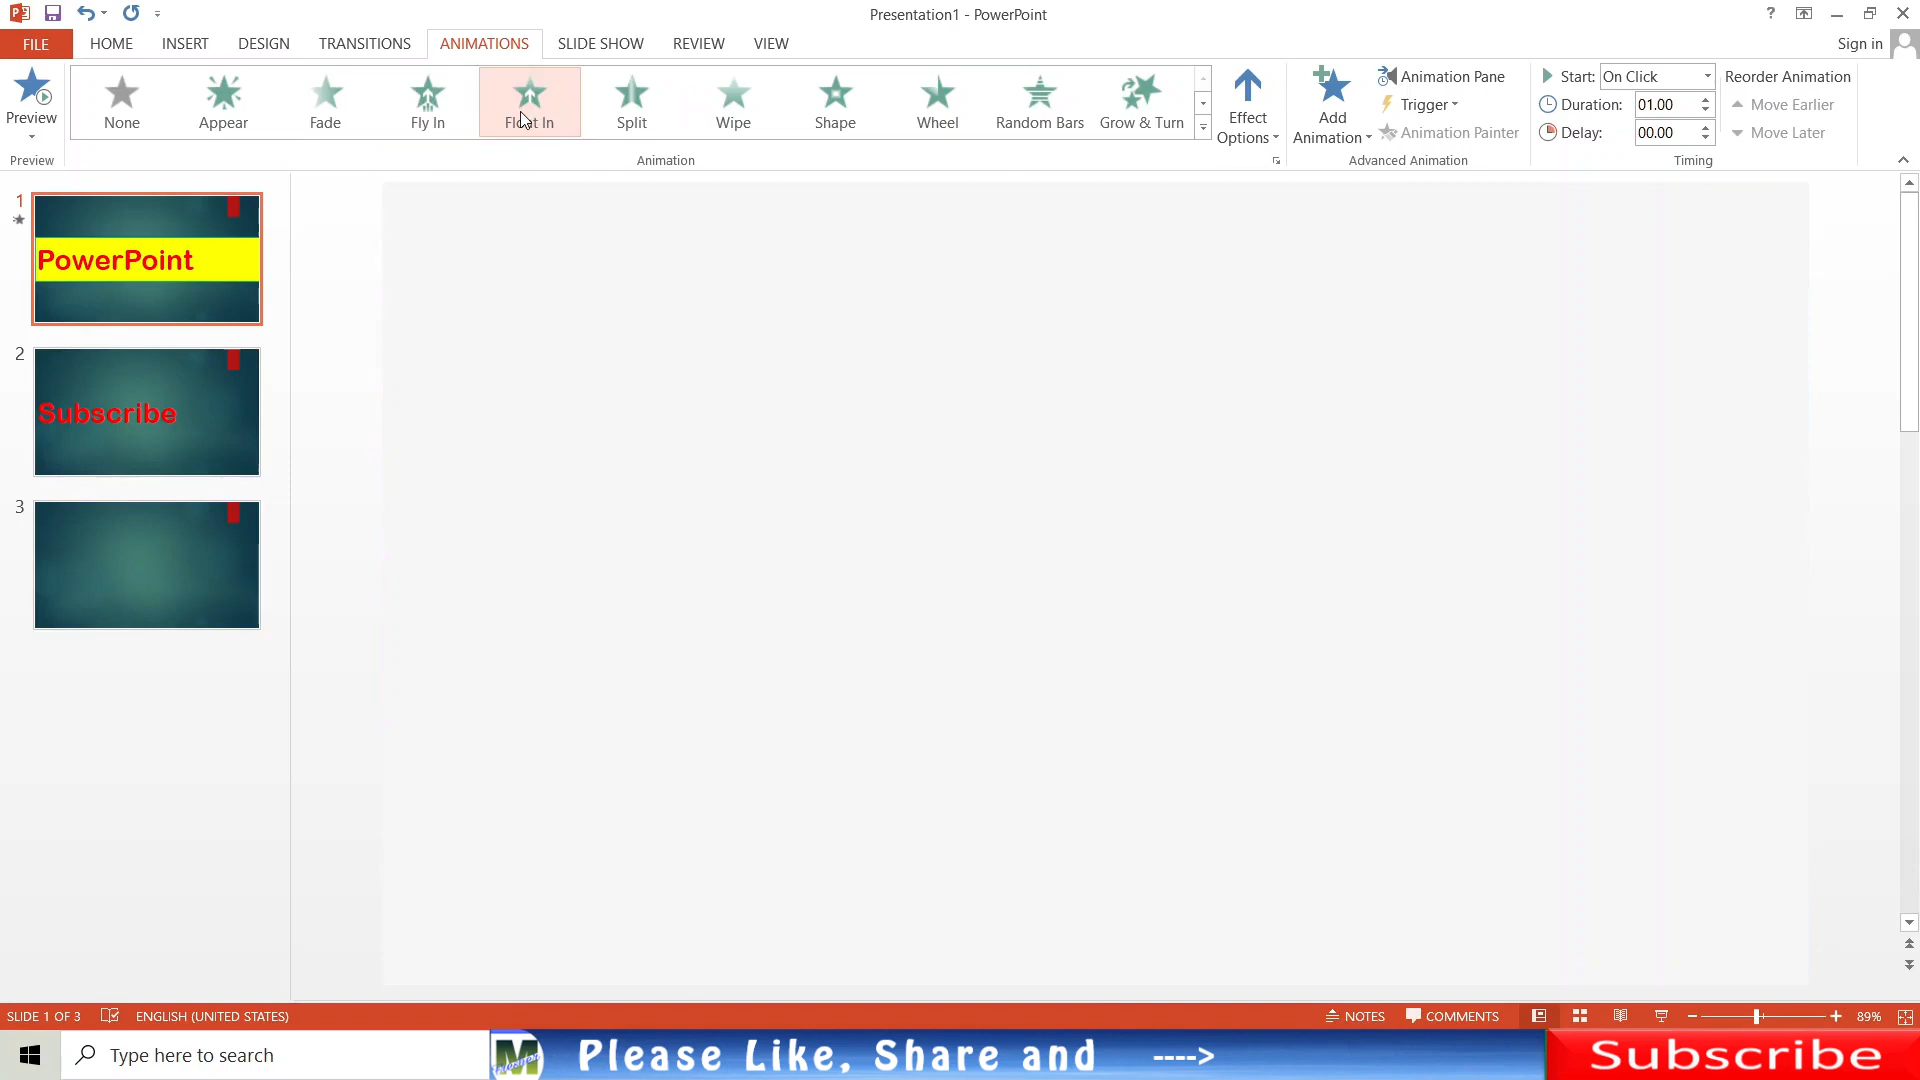 Presentation1 - PowerPoint
FILE HOME INSERT DESIGN TRANSITIONS ANIMATIONS SLIDE SHOW REVIEW VIEW Sign in
Preview
None Appear Fade Fly In Float In Split Wipe Shape Wheel Random Bars Grow & Turn
Effect
Options
Add
Animation
Animation Pane
Trigger
Animation Painter
Start: On Click
Duration: 01.00
Delay: 00.00
Reorder Animation
Move Earlier
Move Later
Preview Animation Advanced Animation Timing
1
PowerPoint
2
Subscribe
3
SLIDE 1 OF 3 ENGLISH (UNITED STATES) NOTES COMMENTS 89%
Type here to search
Please Like, Share and ---->
Subscribe